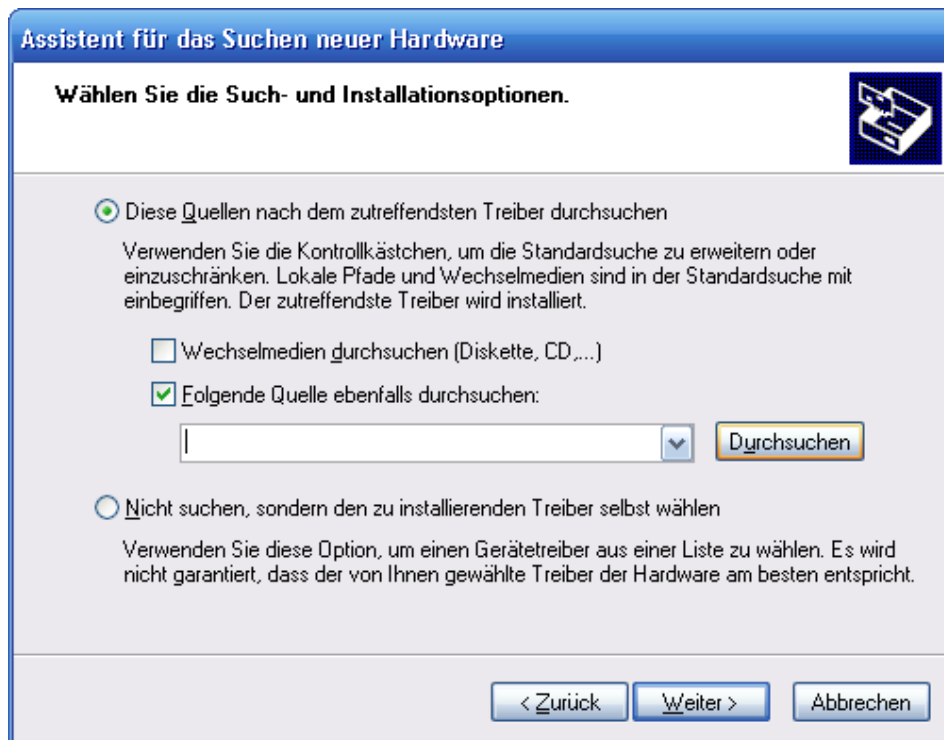 Assistent für das Suchen neuer Hardware
Wählen Sie die Such- und Installationsoptionen.
Diese Quellen nach dem zutreffendsten Treiber durchsuchen
Verwenden Sie die Kontrollkästchen, um die Standardsuche zu erweitern oder
einzuschränken. Lokale Pfade und Wechselmedien sind in der Standardsuche mit
einbegriffen. Der zutreffendste Treiber wird installiert.
Wechselmedien durchsuchen (Diskette, CD,...)
Folgende Quelle ebenfalls durchsuchen:
Durchsuchen
Nicht suchen, sondern den zu installierenden Treiber selbst wählen
Verwenden Sie diese Option, um einen Gerätetreiber aus einer Liste zu wählen. Es wird
nicht garantiert, dass der von Ihnen gewählte Treiber der Hardware am besten entspricht.
< Zurück Weiter > Abbrechen